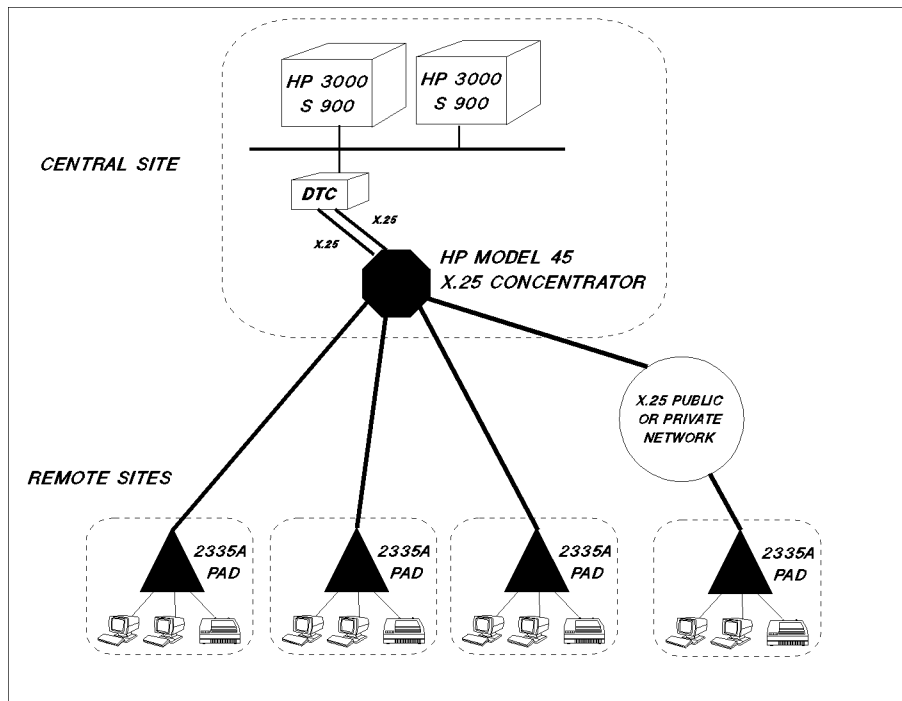 HP 3000
S 900
HP 3000
S 900
CENTRAL SITE
DTC
X.25
X.25
HP MODEL 45
X.25 CONCENTRATOR
X.25 PUBLIC
OR PRIVATE
NETWORK
REMOTE SITES
2335A
PAD
2335A
PAD
2335A
PAD
2335A
PAD